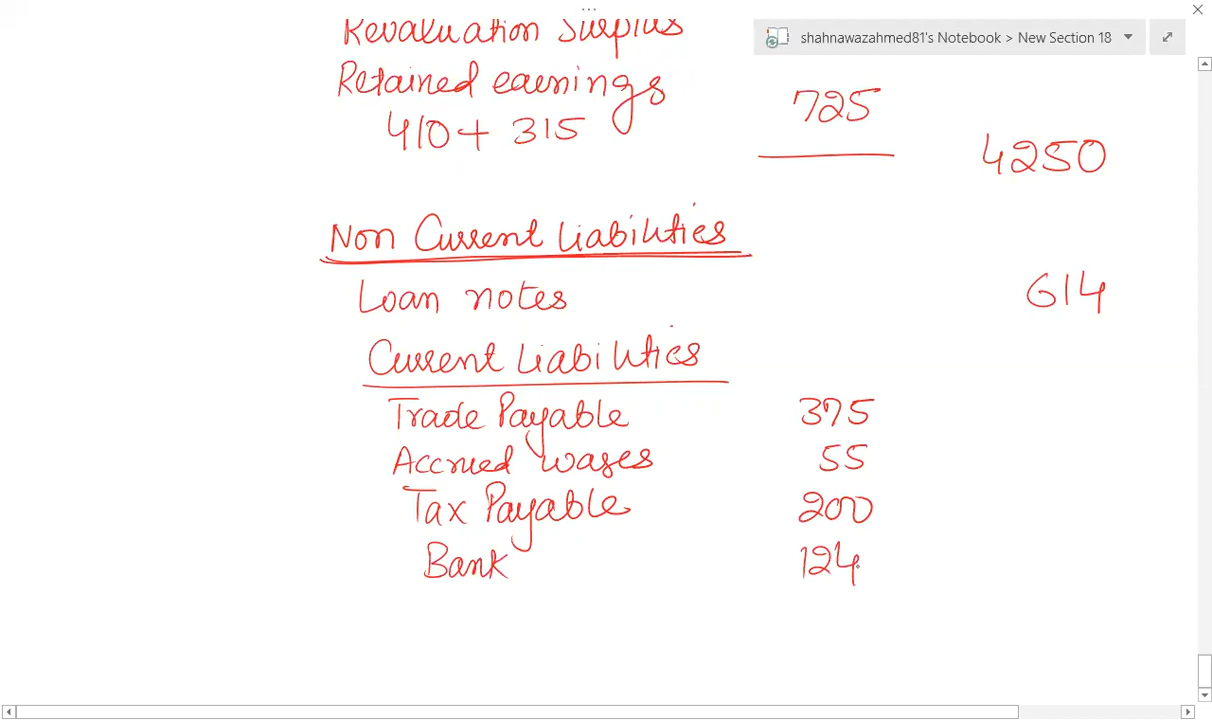 ...
Revaluation Surplus
shahnawazahmed81's Notebook > New Section 18
Retained earnings
725
410 + 315
4250
Non Current Liabilities
Loan notes 614
Current Liabilities
Trade Payable 375
Accrued wages 55
Tax Payable 200
Bank 124